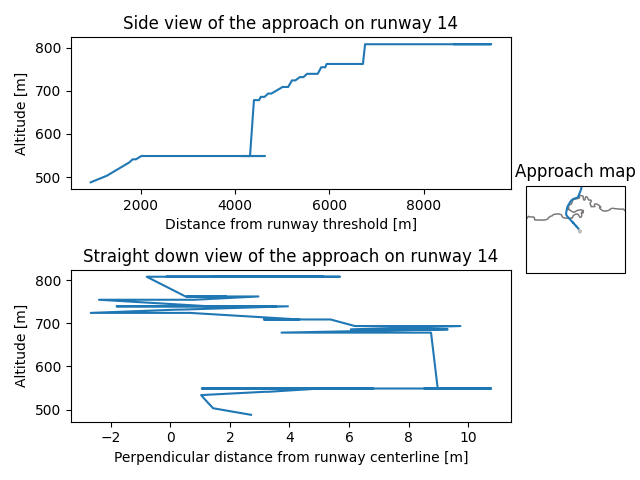 Side view of the approach on runway 14
800
700
600
500
Altitude [m]
2000 4000 6000 8000
Distance from runway threshold [m]
Approach map
Straight down view of the approach on runway 14
800
700
600
500
Altitude [m]
−2 0 2 4 6 8 10
Perpendicular distance from runway centerline [m]